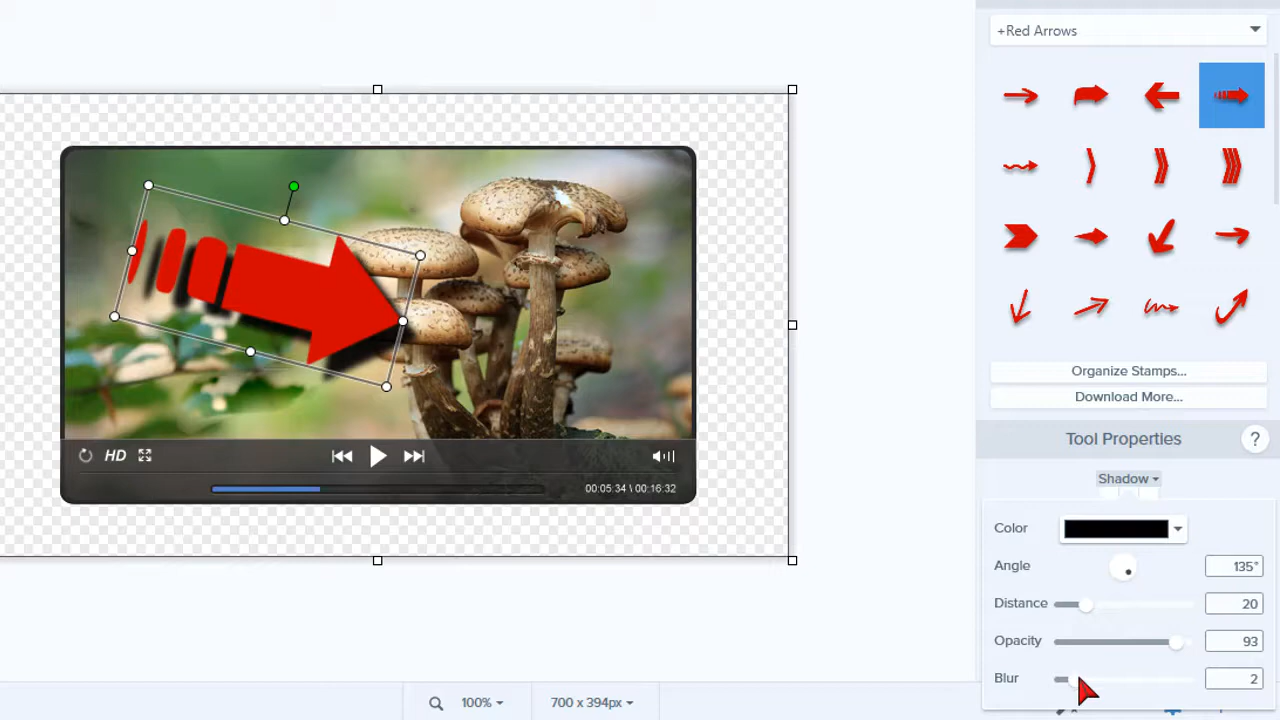 +Red Arrows
Organize Stamps...
Download More...
Tool Properties
?
Shadow
Color
Angle
135°
Distance
20
Opacity
93
Blur
2
HD
00:05:34 \ 00:16:32
100%
700 x 394px